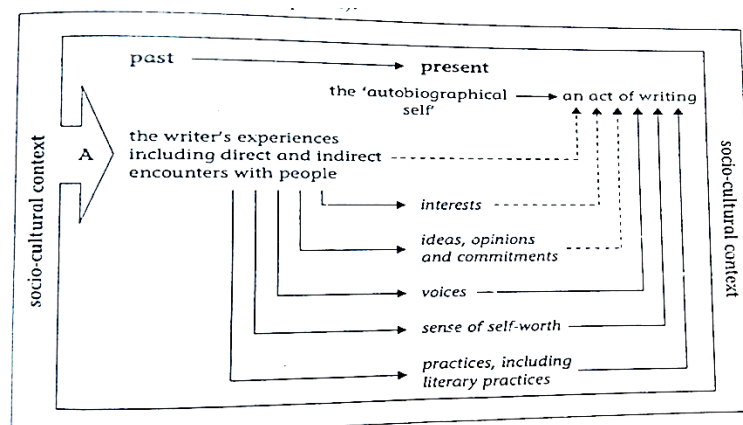 past
present
the 'autobiographical
self'
an act of writing
socio-cultural context
A
the writer's experiences
including direct and indirect
encounters with people
interests
ideas, opinions
and commitments
voices
sense of self-worth
practices, including
literary practices
socio-cultural context